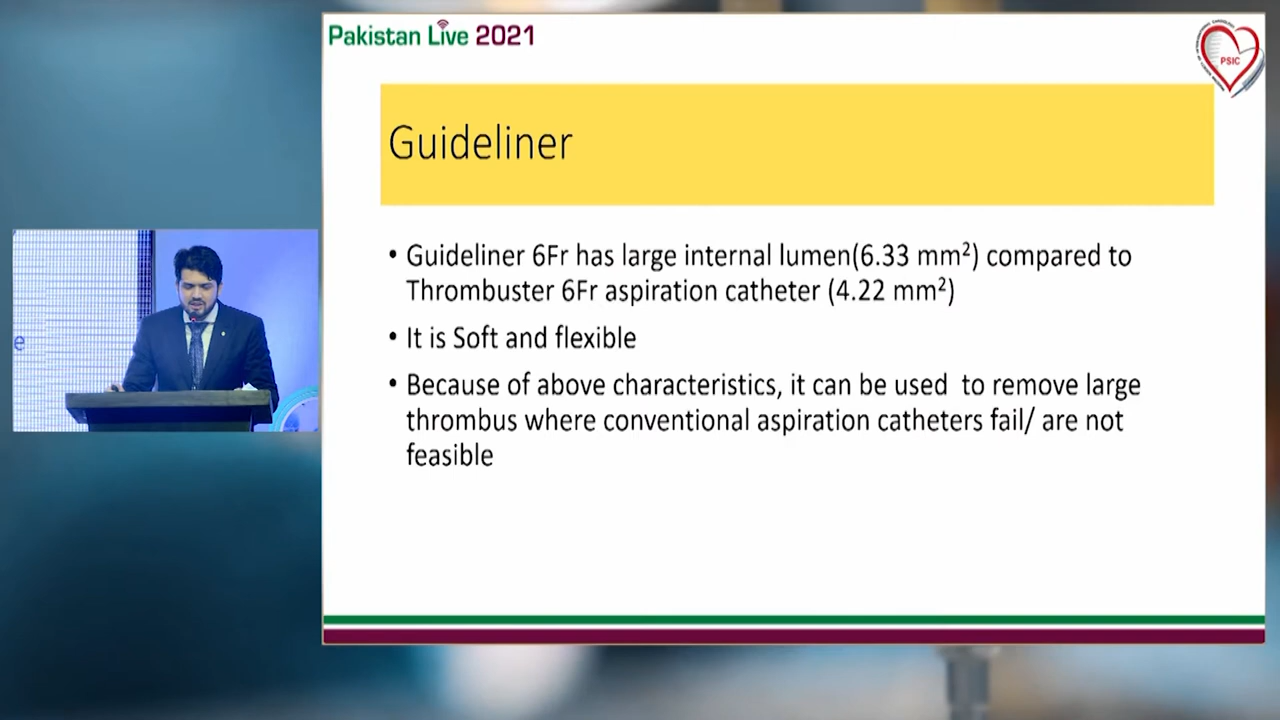 Pakistan Live 2021
PSIC
Guideliner
• Guideliner 6Fr has large internal lumen(6.33 mm²) compared to
Thrombuster 6Fr aspiration catheter (4.22 mm²)
• It is Soft and flexible
• Because of above characteristics, it can be used  to remove large
thrombus where conventional aspiration catheters fail/ are not
feasible
e